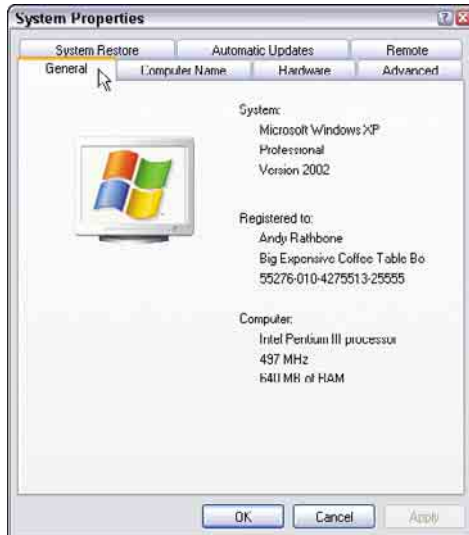 System Properties
System Restore
Automatic Updates
Remote
General
Computer Name
Hardware
Advanced
System:
Microsoft Windows XP
Professional
Version 2002
Registered to:
Andy Rathbone
Big Expensive Coffee Table Bo
55276-010-4275513-25555
Computer:
Intel Pentium III processor
497 MHz
640 MB of RAM
OK
Cancel
Apply